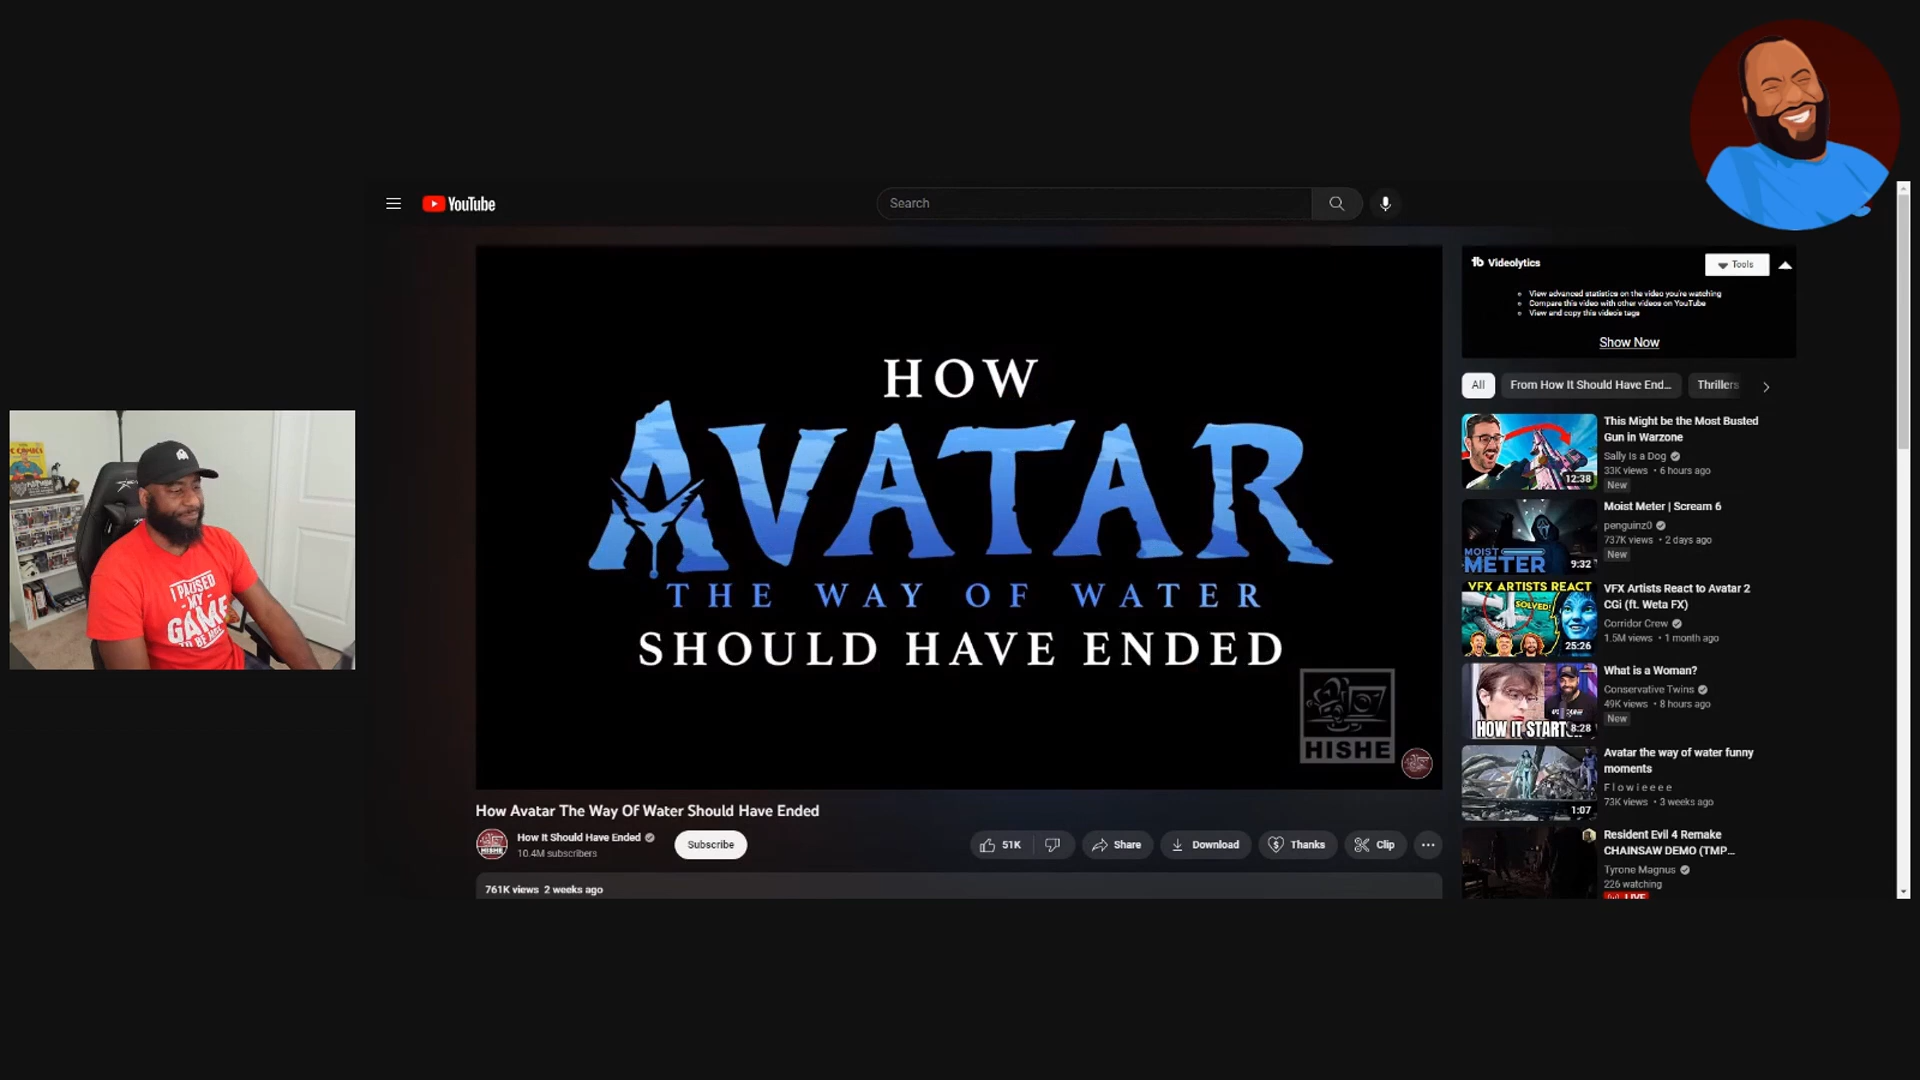 YouTube
Search
HOW
AVATAR
THE WAY OF WATER
SHOULD HAVE ENDED
HISHE
How Avatar The Way Of Water Should Have Ended
HISHE
How It Should Have Ended
10.4M subscribers
Subscribe
51K
Share
Download
Thanks
Clip
761K views 2 weeks ago
tb Videolytics
Tools
View advanced statistics on the video you're watching
Compare this video with other videos on YouTube
View and copy this video's tags
Show Now
All
From How It Should Have End...
Thrillers
12:38
This Might be the Most Busted
Gun in Warzone
Sally Is a Dog
33K views • 6 hours ago
New
MOIST
METER
9:32
Moist Meter | Scream 6
penguinz0
737K views • 2 days ago
New
VFX ARTISTS REACT
SOLVED!
25:26
VFX Artists React to Avatar 2
CGi (ft. Weta FX)
Corridor Crew
1.5M views • 1 month ago
HOW IT START
8:28
What is a Woman?
Conservative Twins
49K views • 8 hours ago
New
1:07
Avatar the way of water funny
moments
F l o w i e e e e
73K views • 3 weeks ago
Resident Evil 4 Remake
CHAINSAW DEMO (TMP...
Tyrone Magnus
226 watching
LIVE
DC COMICS
I PAUSED
MY
GAME
TO BE HERE